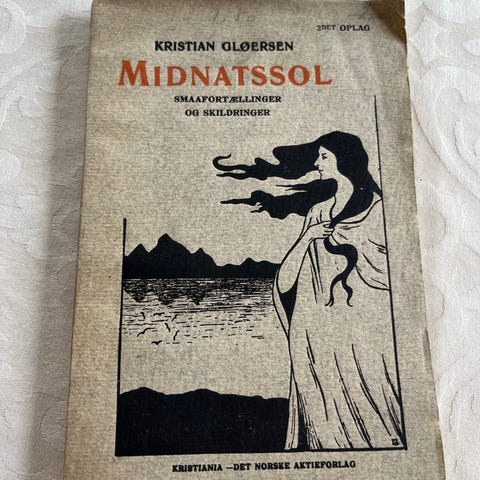 2DET OPLAG
KRISTIAN GLØERSEN
MIDNATSSOL
SMAAFORTÆLLINGER
OG SKILDRINGER
KRISTIANIA — DET NORSKE AKTIEFORLAG